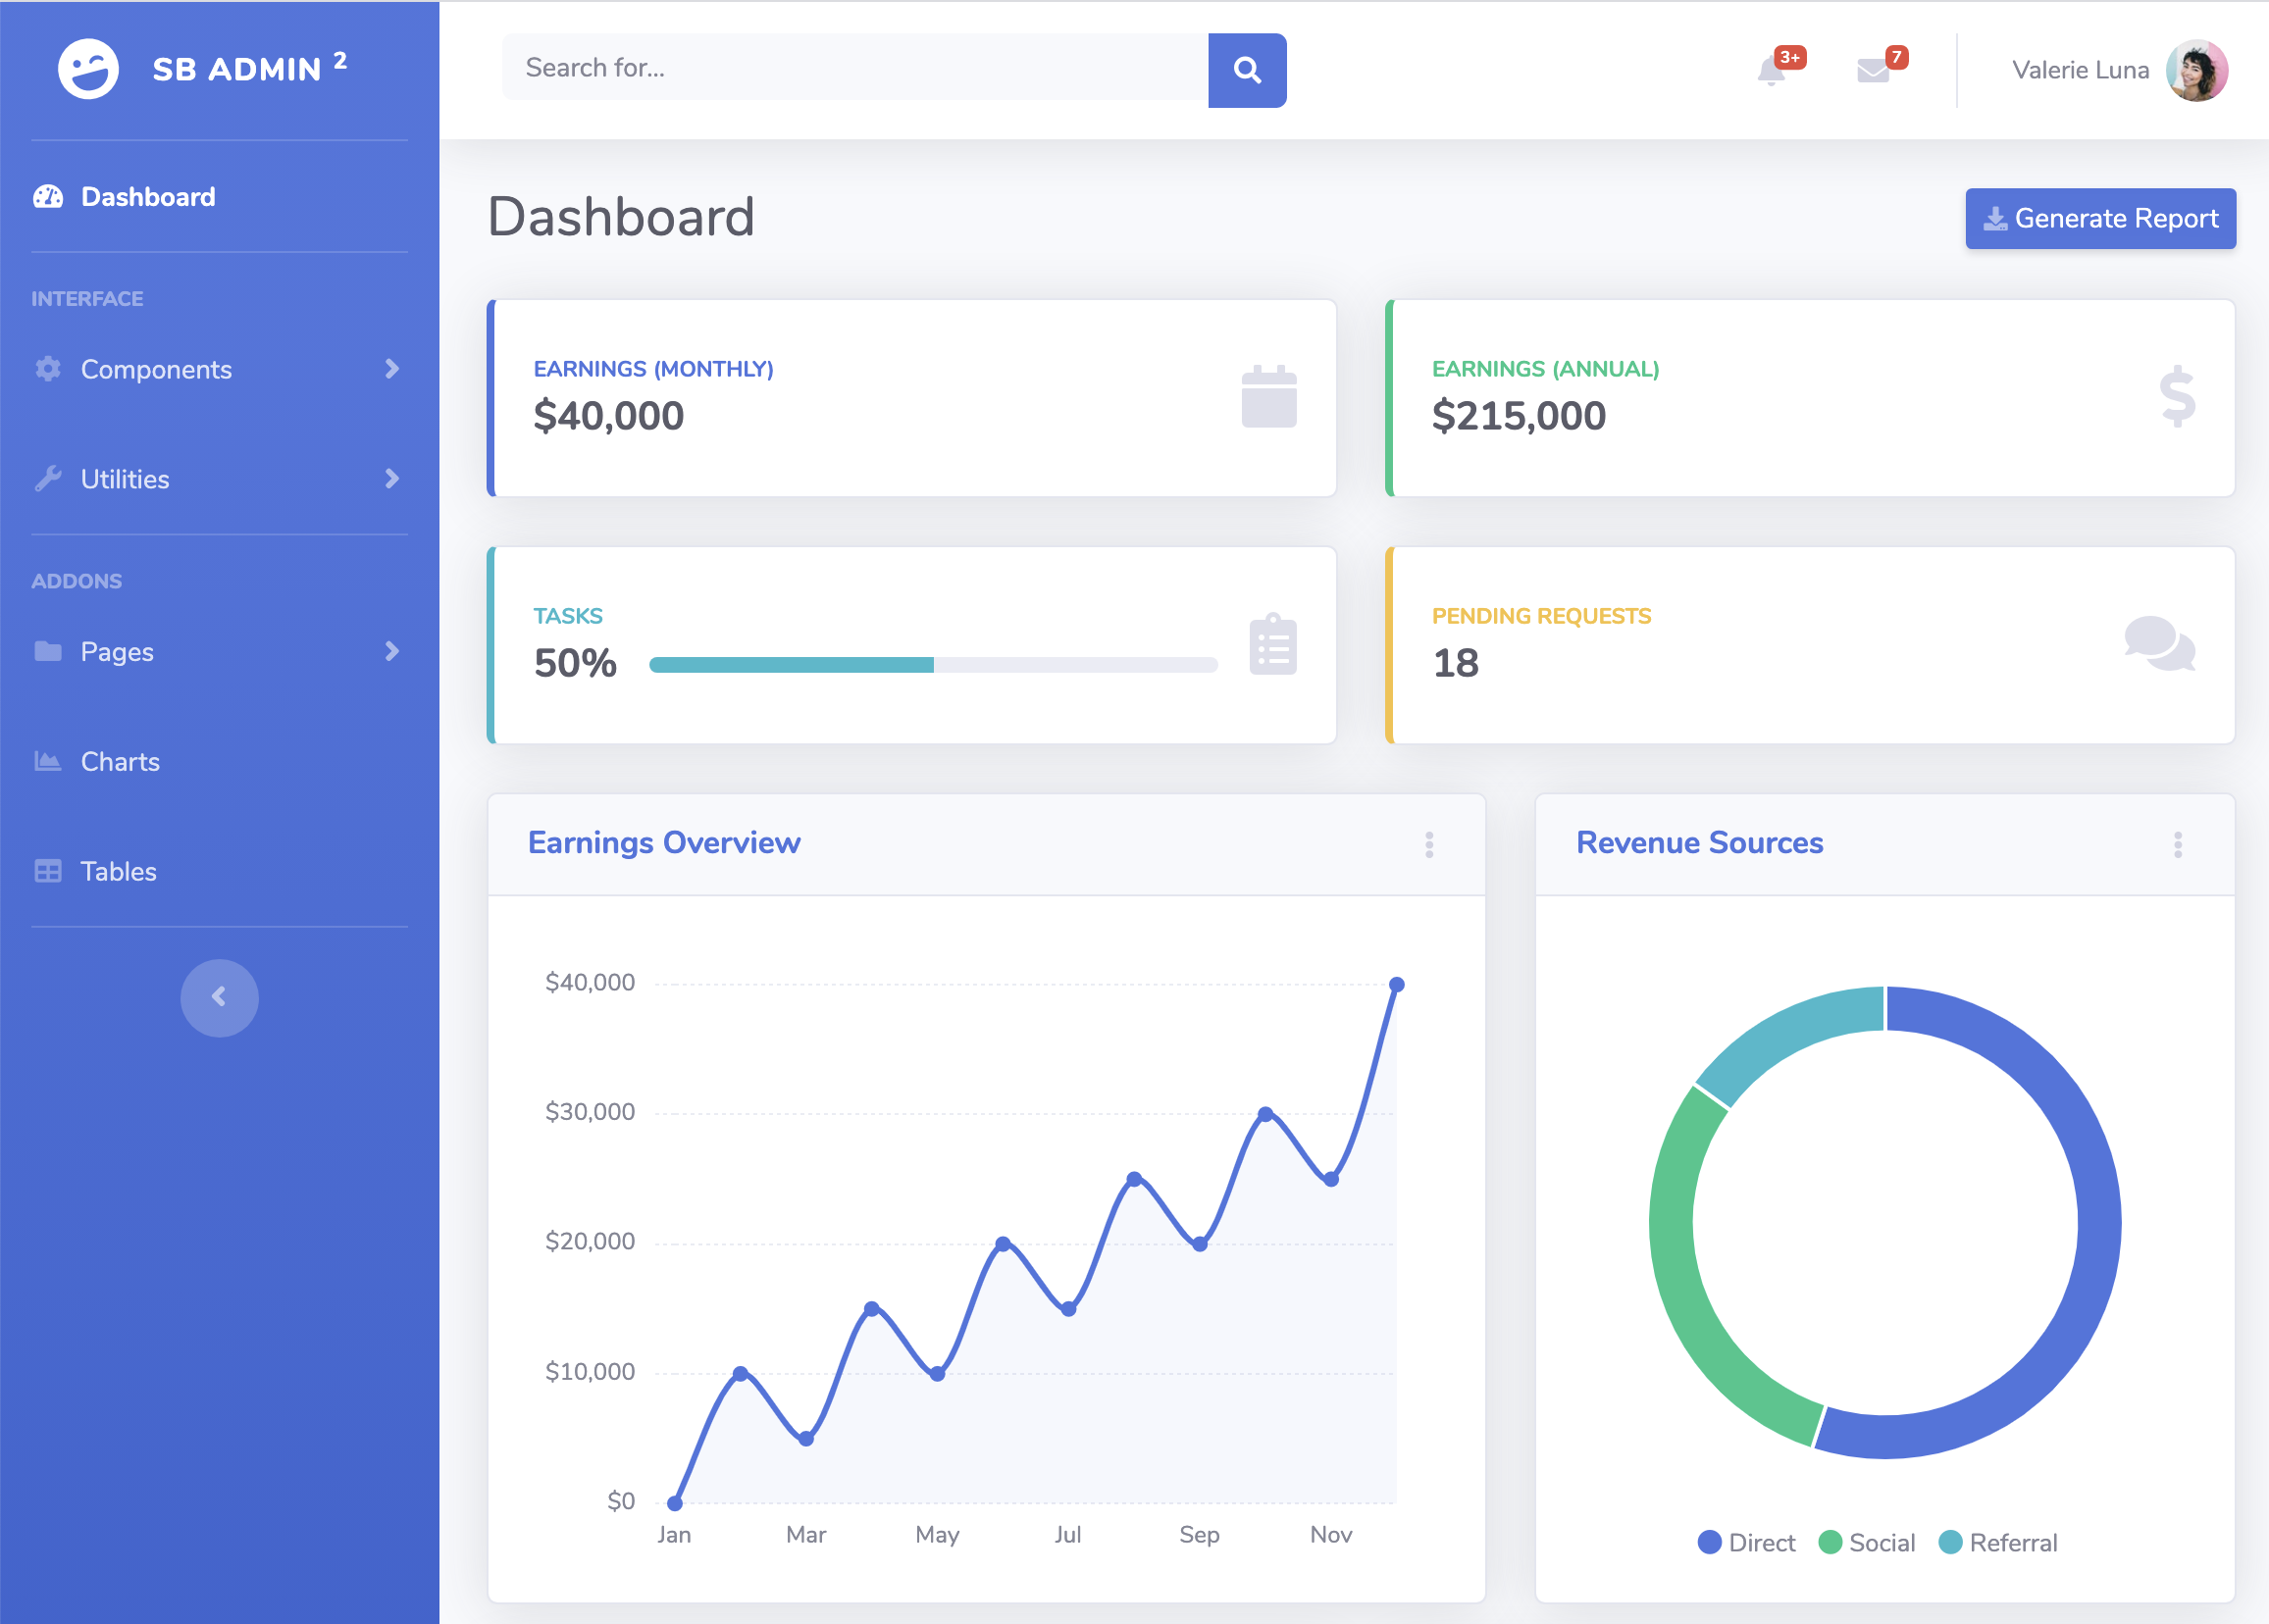 SB ADMIN 2
Dashboard
INTERFACE
Components
Utilities
ADDONS
Pages
Charts
Tables
Search for...
3+
7
Valerie Luna
Dashboard
Generate Report
EARNINGS (MONTHLY)
$40,000
EARNINGS (ANNUAL)
$215,000
TASKS
50%
PENDING REQUESTS
18
Earnings Overview
$40,000
$30,000
$20,000
$10,000
$0
Jan Mar May Jul Sep Nov
Revenue Sources
Direct Social Referral